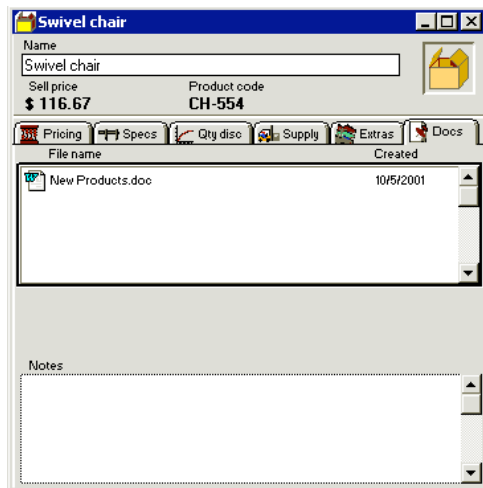 Swivel chair
Name
Swivel chair
Sell price Product code
$ 116.67 CH-554
Pricing Specs Qty disc Supply Extras Docs
File name Created
New Products.doc 10/5/2001
Notes